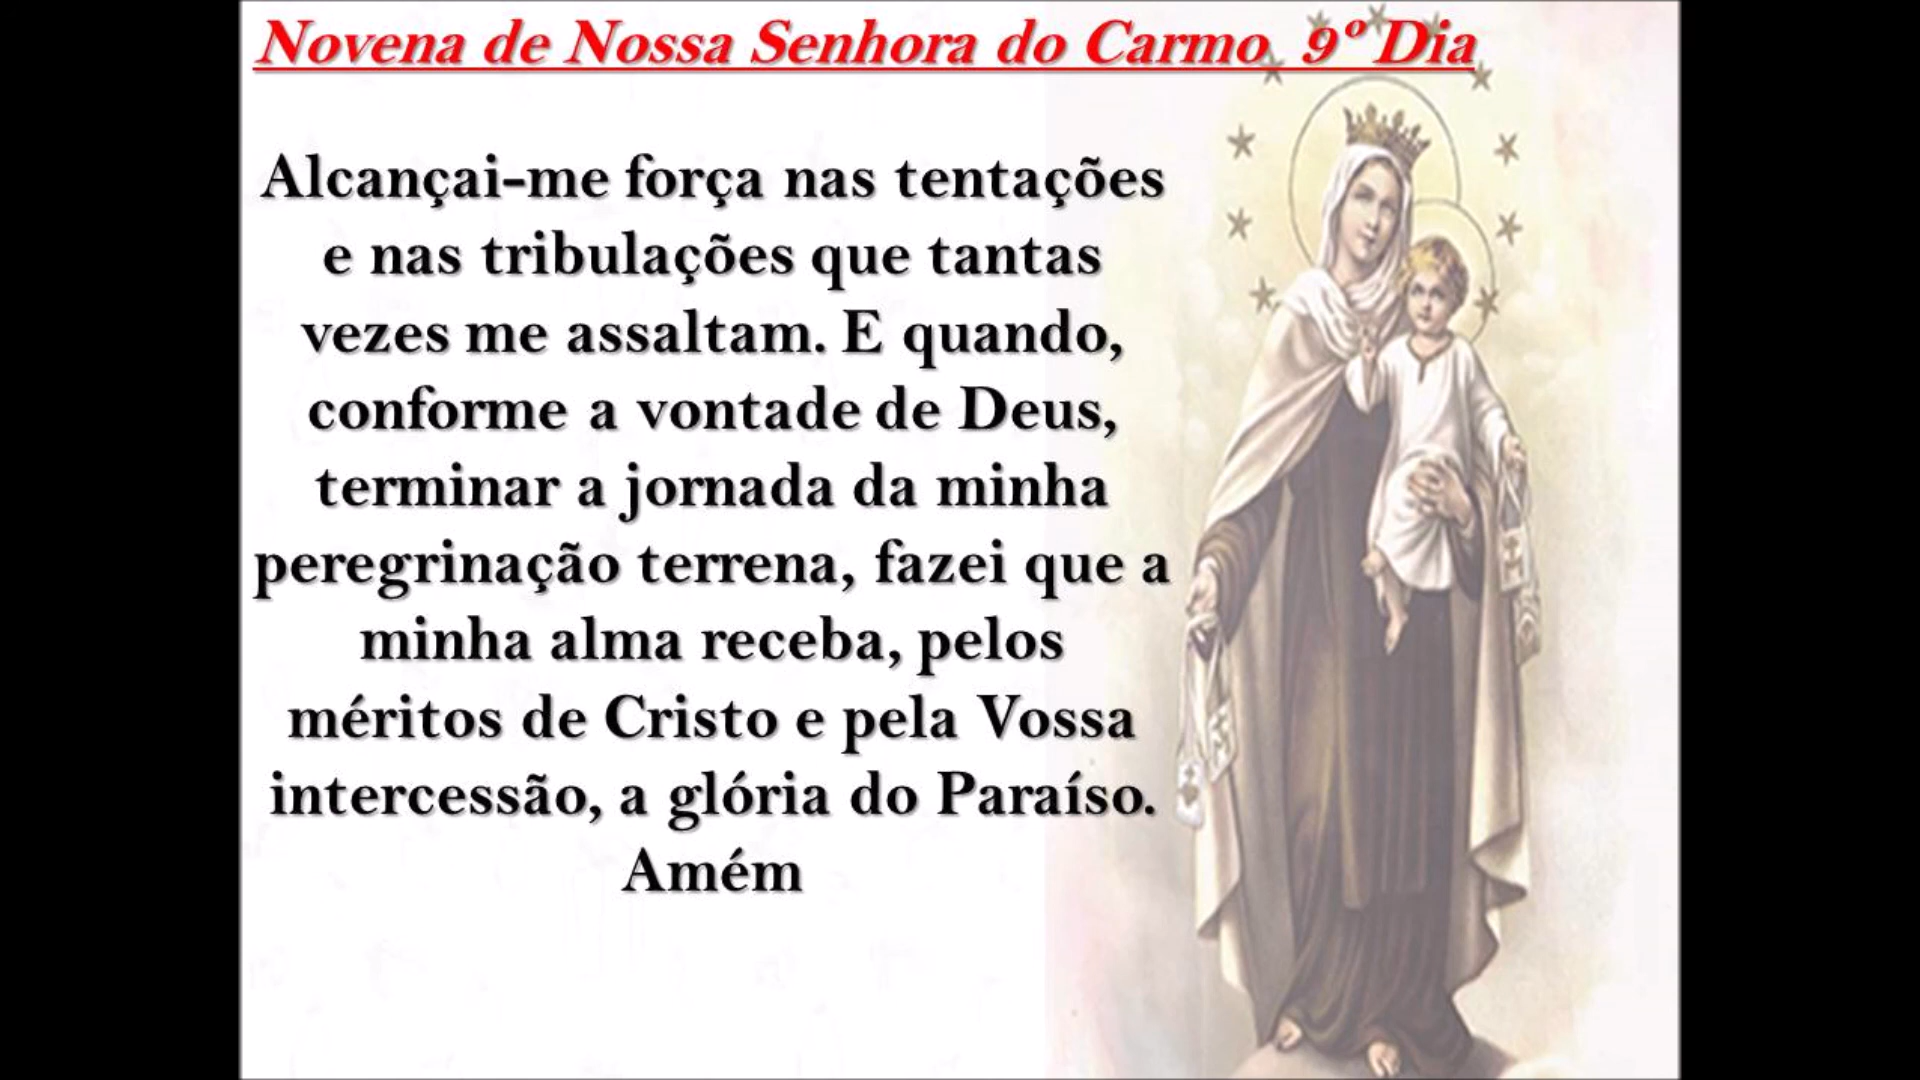 Novena de Nossa Senhora do Carmo 9º Dia
Alcançai-me força nas tentações
e nas tribulações que tantas
vezes me assaltam. E quando,
conforme a vontade de Deus,
terminar a jornada da minha
peregrinação terrena, fazei que a
minha alma receba, pelos
méritos de Cristo e pela Vossa
intercessão, a glória do Paraíso.
Amém